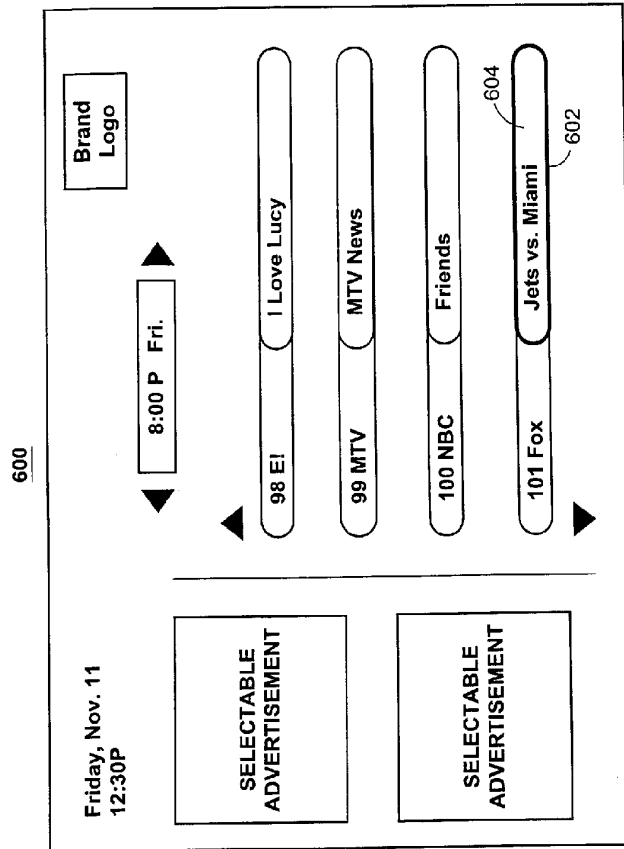 600
Friday, Nov. 11
12:30P
Brand
Logo
8:00 P Fri.
SELECTABLE
ADVERTISEMENT
SELECTABLE
ADVERTISEMENT
98 E!
I Love Lucy
99 MTV
MTV News
100 NBC
Friends
101 Fox
Jets vs. Miami
604
602